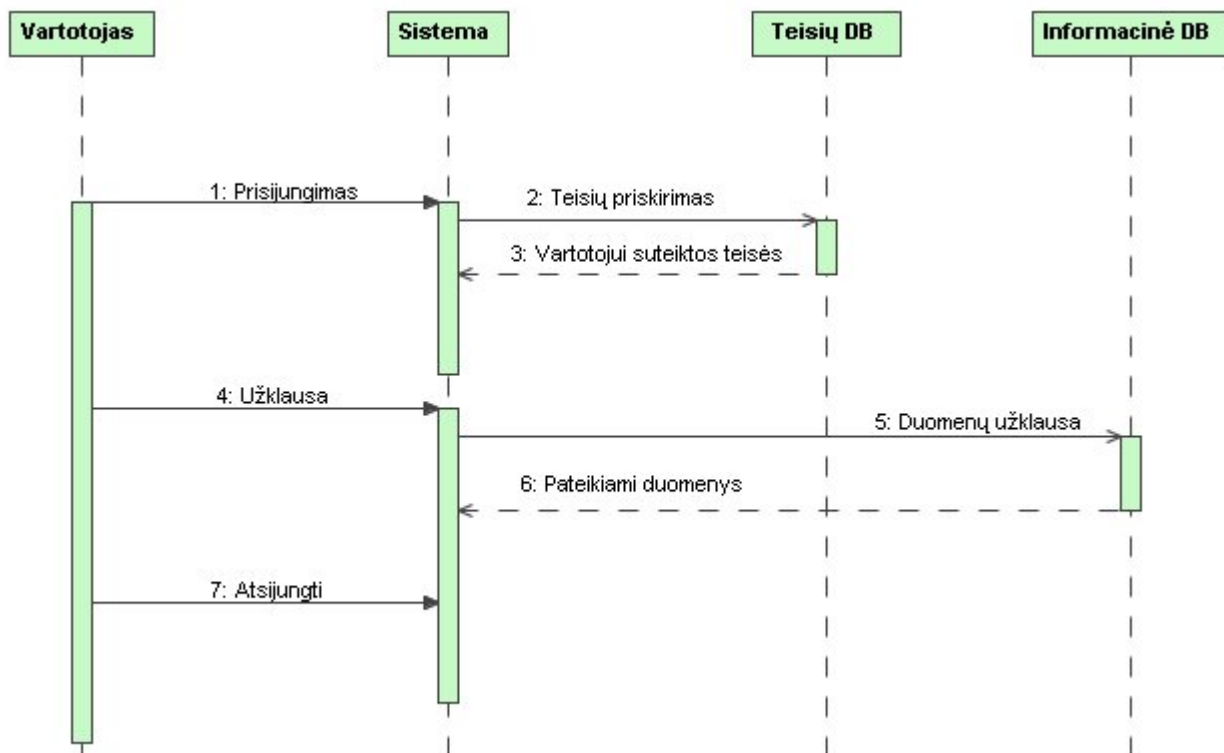 Vartotojas
Sistema
Teisių DB
Informacinė DB
1: Prisijungimas
2: Teisių priskirimas
3: Vartotojui suteiktos teisės
4: Užklausa
5: Duomenų užklausa
6: Pateikiami duomenys
7: Atsijungti